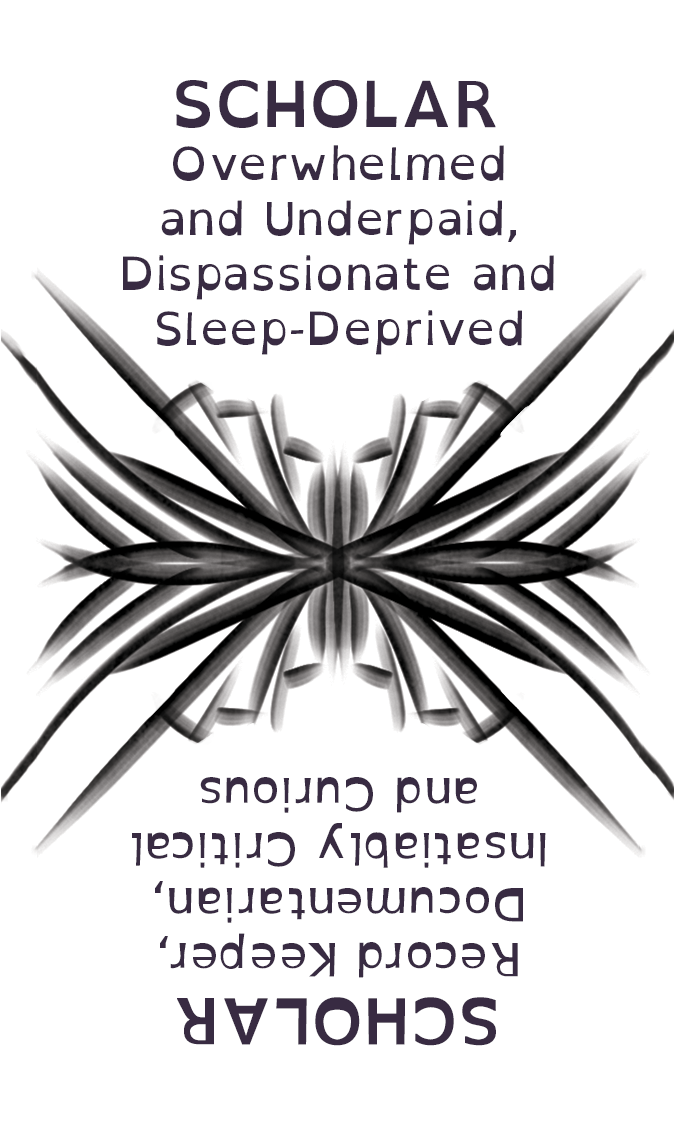 SCHOLAR
Overwhelmed
and Underpaid,
Dispassionate and
Sleep-Deprived
SCHOLAR
Record Keeper,
Documentarian,
Insatiably Critical
and Curious